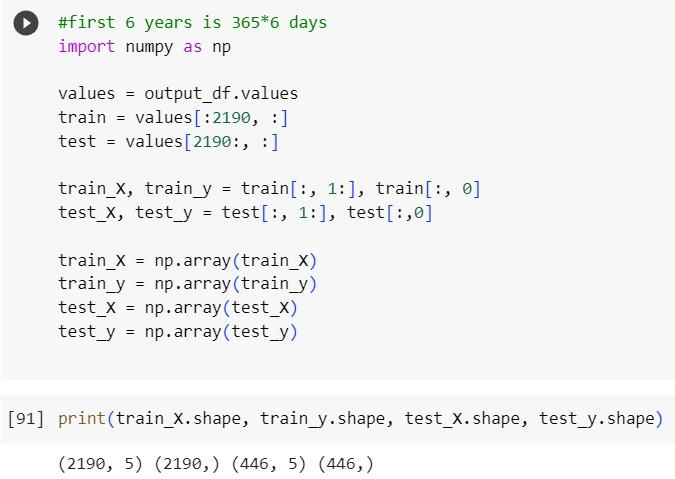 #first 6 years is 365*6 days
import numpy as np
values = output_df.values
train = values[:2190, :]
test = values[2190:, :]
train_X, train_y = train[:, 1:], train[:, 0]
test_X, test_y = test[:, 1:], test[:,0]
train_X = np.array(train_X)
train_y = np.array(train_y)
test_X = np.array(test_X)
test_y = np.array(test_y)
[91] print(train_X.shape, train_y.shape, test_X.shape, test_y.shape)
(2190, 5) (2190,) (446, 5) (446,)